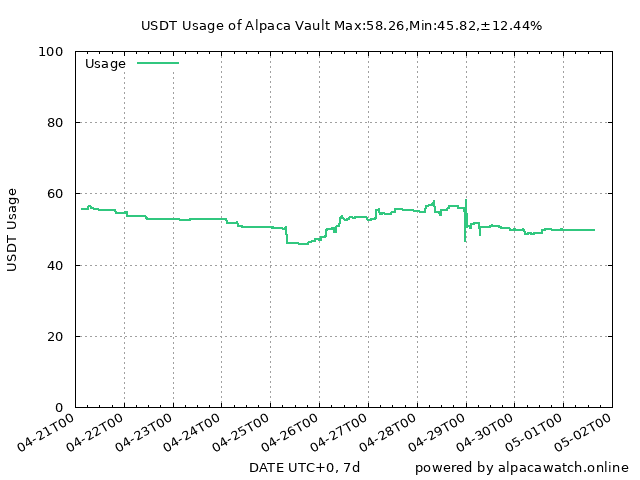 USDT Usage of Alpaca Vault Max:58.26,Min:45.82,±12.44%
100
Usage
80
60
USDT Usage
40
20
0
04-21T00
04-22T00
04-23T00
04-24T00
04-25T00
04-26T00
04-27T00
04-28T00
04-29T00
04-30T00
05-01T00
05-02T00
DATE UTC+0, 7d
powered by alpacawatch.online